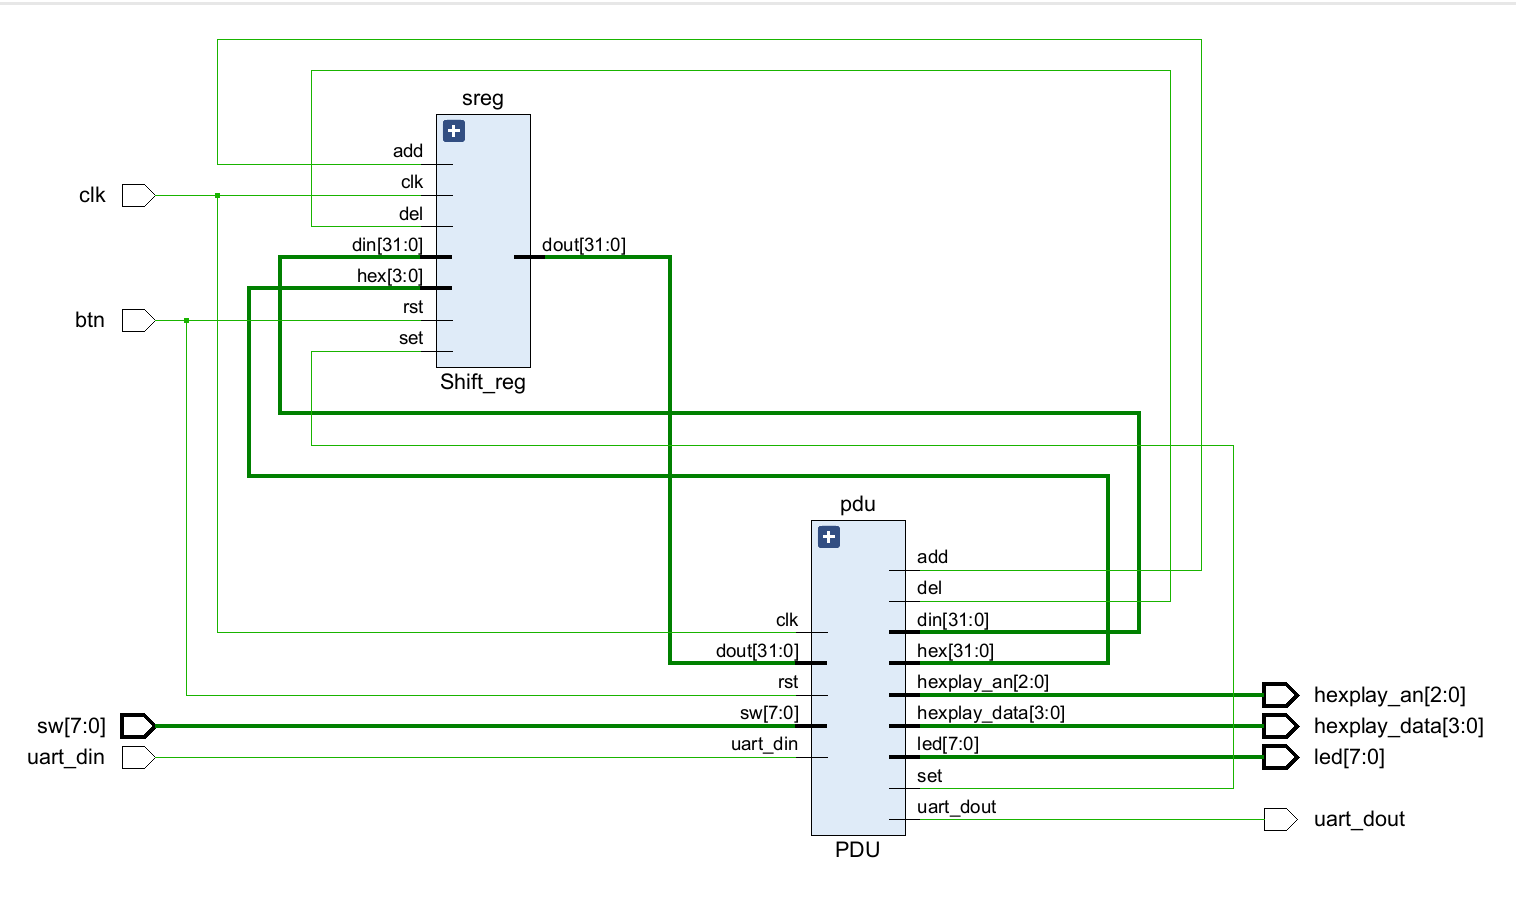 sreg
add
clk
clk
del
din[31:0]
dout[31:0]
hex[3:0]
rst
btn
set
Shift_reg
pdu
add
del
clk
din[31:0]
dout[31:0]
hex[31:0]
rst
hexplay_an[2:0]
hexplay_an[2:0]
sw[7:0]
sw[7:0]
hexplay_data[3:0]
hexplay_data[3:0]
uart_din
uart_din
led[7:0]
led[7:0]
set
uart_dout
uart_dout
PDU